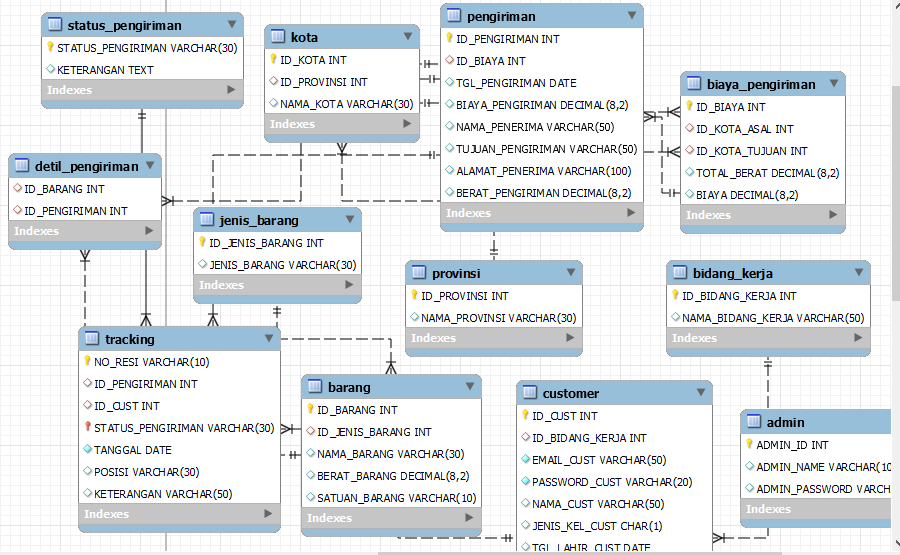 status_pengiriman
STATUS_PENGIRIMAN VARCHAR(30)
KETERANGAN TEXT
Indexes
kota
ID_KOTA INT
ID_PROVINSI INT
NAMA_KOTA VARCHAR(30)
Indexes
pengiriman
ID_PENGIRIMAN INT
ID_BIAYA INT
TGL_PENGIRIMAN DATE
BIAYA_PENGIRIMAN DECIMAL(8,2)
NAMA_PENERIMA VARCHAR(50)
TUJUAN_PENGIRIMAN VARCHAR(50)
ALAMAT_PENERIMA VARCHAR(100)
BERAT_PENGIRIMAN DECIMAL(8,2)
Indexes
biaya_pengiriman
ID_BIAYA INT
ID_KOTA_ASAL INT
ID_KOTA_TUJUAN INT
TOTAL_BERAT DECIMAL(8,2)
BIAYA DECIMAL(8,2)
Indexes
detil_pengiriman
ID_BARANG INT
ID_PENGIRIMAN INT
Indexes
jenis_barang
ID_JENIS_BARANG INT
JENIS_BARANG VARCHAR(30)
Indexes
provinsi
ID_PROVINSI INT
NAMA_PROVINSI VARCHAR(30)
Indexes
bidang_kerja
ID_BIDANG_KERJA INT
NAMA_BIDANG_KERJA VARCHAR(50)
Indexes
tracking
NO_RESI VARCHAR(10)
ID_PENGIRIMAN INT
ID_CUST INT
STATUS_PENGIRIMAN VARCHAR(30)
TANGGAL DATE
POSISI VARCHAR(30)
KETERANGAN VARCHAR(50)
Indexes
barang
ID_BARANG INT
ID_JENIS_BARANG INT
NAMA_BARANG VARCHAR(30)
BERAT_BARANG DECIMAL(8,2)
SATUAN_BARANG VARCHAR(10)
Indexes
customer
ID_CUST INT
ID_BIDANG_KERJA INT
EMAIL_CUST VARCHAR(50)
PASSWORD_CUST VARCHAR(20)
NAMA_CUST VARCHAR(50)
JENIS_KEL_CUST CHAR(1)
TGL_LAHIR_CUST DATE
admin
ADMIN_ID INT
ADMIN_NAME VARCHAR(10
ADMIN_PASSWORD VARCH
Indexes